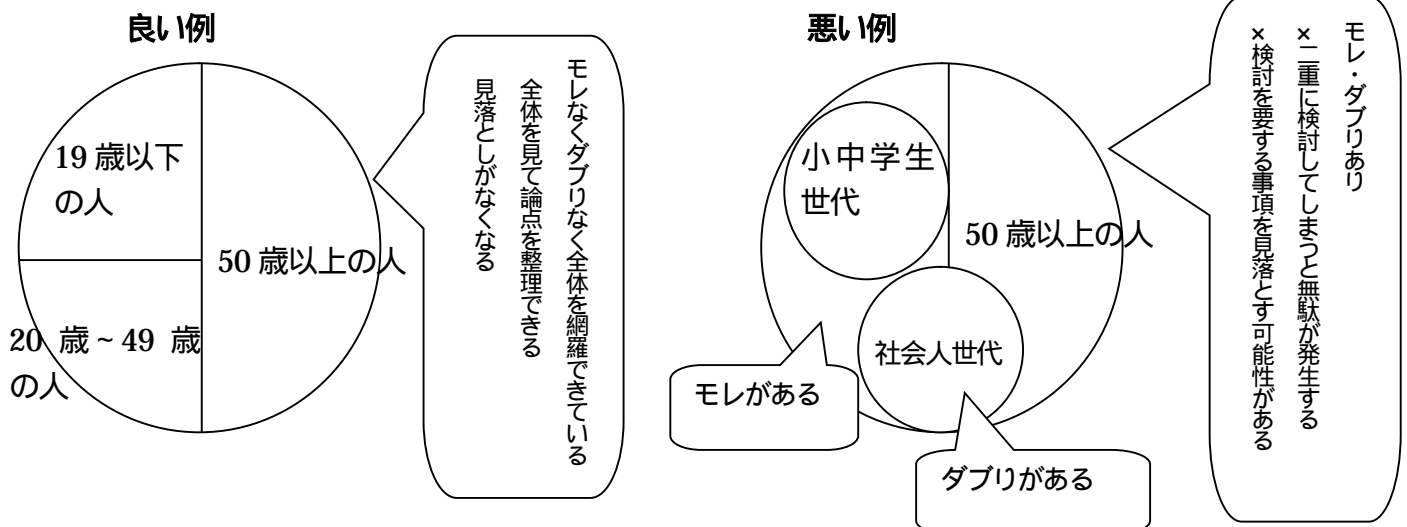 良い例
19 歳以下
の人
20 歳~49 歳
の人
50 歳以上の人
モレなくダブりなく全体を網羅できている
全体を見て論点を整理できる
見落としがなくなる
悪い例
小中学生
世代
50 歳以上の人
社会人世代
モレがある
ダブりがある
モレ・ダブりあり
×二重に検討してしまうと無駄が発生する
×検討を要する事項を見落とす可能性がある